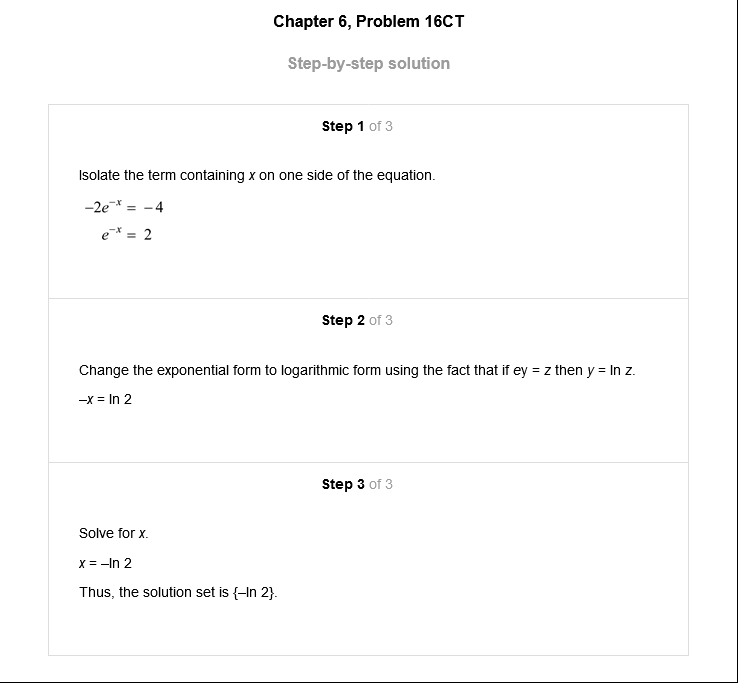 Chapter 6, Problem 16CT
Step-by-step solution
Step 1 of 3
Isolate the term containing x on one side of the equation.
−2e⁻ˣ = −4
e⁻ˣ = 2
Step 2 of 3
Change the exponential form to logarithmic form using the fact that if ey = z then y = ln z.
–x = ln 2
Step 3 of 3
Solve for x.
x = –ln 2
Thus, the solution set is {–ln 2}.